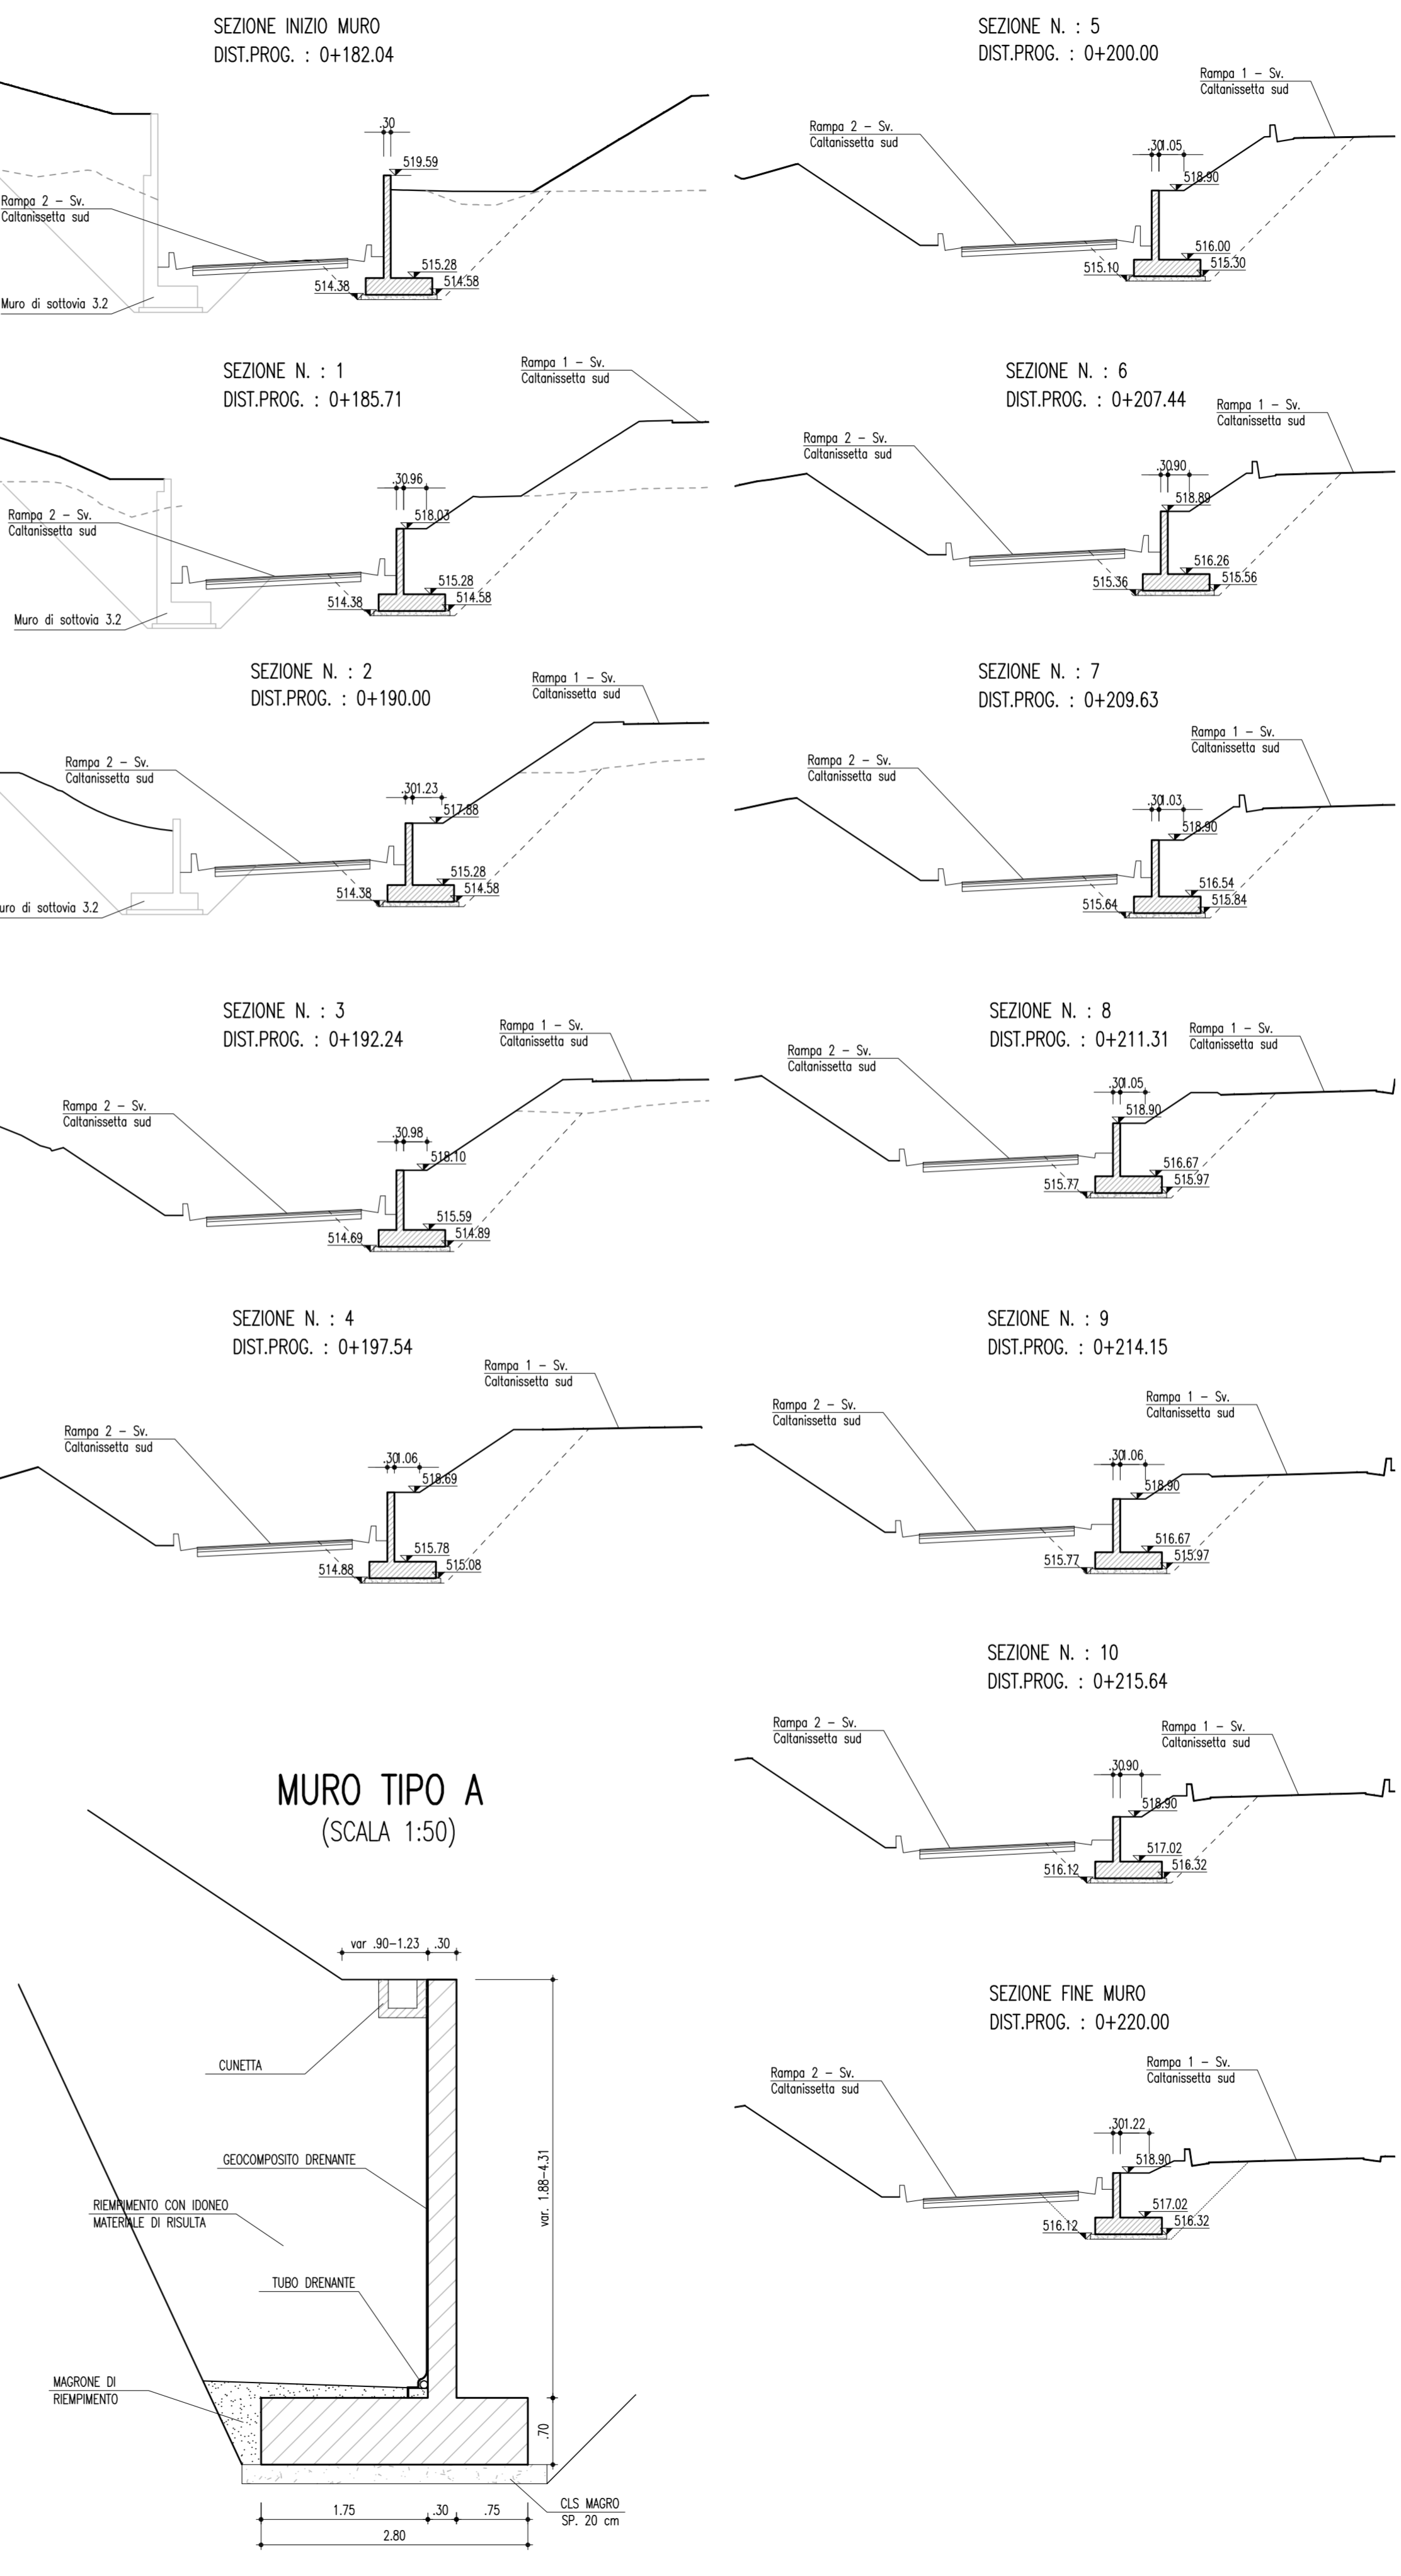 SEZIONE INIZIO MURO
DIST.PROG. : 0+182.04
.30
519.59
Rampa 2 - Sv.
Caltanissetta sud
515.28
514.38
514.58
Muro di sottovia 3.2
SEZIONE N. : 1
DIST.PROG. : 0+185.71
Rampa 1 - Sv.
Caltanissetta sud
.30 .96
518.03
Rampa 2 - Sv.
Caltanissetta sud
515.28
514.38
514.58
Muro di sottovia 3.2
SEZIONE N. : 2
DIST.PROG. : 0+190.00
Rampa 1 - Sv.
Caltanissetta sud
Rampa 2 - Sv.
Caltanissetta sud
.30 1.23
517.88
515.28
514.38
514.58
uro di sottovia 3.2
SEZIONE N. : 3
DIST.PROG. : 0+192.24
Rampa 1 - Sv.
Caltanissetta sud
Rampa 2 - Sv.
Caltanissetta sud
.30 .98
518.10
515.59
514.69
514.89
SEZIONE N. : 4
DIST.PROG. : 0+197.54
Rampa 1 - Sv.
Caltanissetta sud
Rampa 2 - Sv.
Caltanissetta sud
.30 1.06
518.69
515.78
514.88
515.08
MURO TIPO A
(SCALA 1:50)
var .90-1.23
.30
CUNETTA
GEOCOMPOSITO DRENANTE
var. 1.88-4.31
RIEMPIMENTO CON IDONEO
MATERIALE DI RISULTA
TUBO DRENANTE
MAGRONE DI
RIEMPIMENTO
.70
CLS MAGRO
SP. 20 cm
1.75
.30
.75
2.80
SEZIONE N. : 5
DIST.PROG. : 0+200.00
Rampa 1 - Sv.
Caltanissetta sud
Rampa 2 - Sv.
Caltanissetta sud
.30 1.05
518.90
516.00
515.10
515.30
SEZIONE N. : 6
DIST.PROG. : 0+207.44
Rampa 1 - Sv.
Caltanissetta sud
Rampa 2 - Sv.
Caltanissetta sud
.30 .90
518.89
516.26
515.36
515.56
SEZIONE N. : 7
DIST.PROG. : 0+209.63
Rampa 1 - Sv.
Caltanissetta sud
Rampa 2 - Sv.
Caltanissetta sud
.30 1.03
518.90
516.54
515.64
515.84
SEZIONE N. : 8
DIST.PROG. : 0+211.31
Rampa 1 - Sv.
Caltanissetta sud
Rampa 2 - Sv.
Caltanissetta sud
.30 1.05
518.90
516.67
515.77
515.97
SEZIONE N. : 9
DIST.PROG. : 0+214.15
Rampa 1 - Sv.
Caltanissetta sud
Rampa 2 - Sv.
Caltanissetta sud
.30 1.06
518.90
516.67
515.77
515.97
SEZIONE N. : 10
DIST.PROG. : 0+215.64
Rampa 2 - Sv.
Caltanissetta sud
Rampa 1 - Sv.
Caltanissetta sud
.30 .90
518.90
517.02
516.12
516.32
SEZIONE FINE MURO
DIST.PROG. : 0+220.00
Rampa 1 - Sv.
Caltanissetta sud
Rampa 2 - Sv.
Caltanissetta sud
.30 1.22
518.90
517.02
516.12
516.32